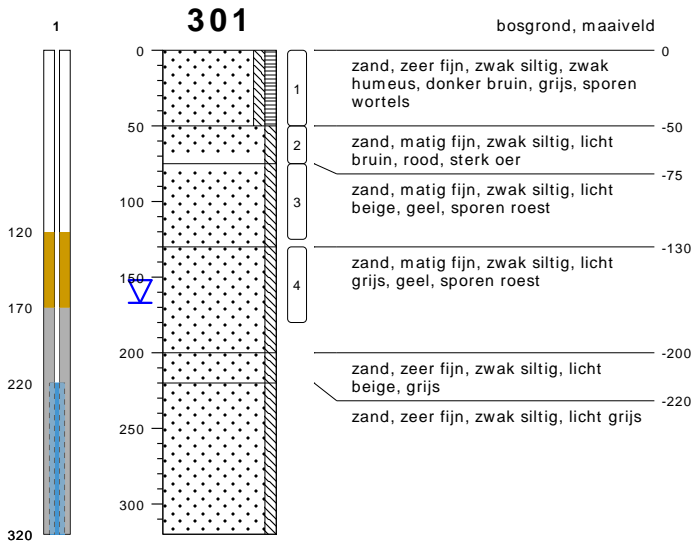 1
301
bosgrond, maaiveld
0
0
zand, zeer fijn, zwak siltig, zwak
humeus, donker bruin, grijs, sporen
wortels
1
50
-50
zand, matig fijn, zwak siltig, licht
bruin, rood, sterk oer
2
-75
zand, matig fijn, zwak siltig, licht
beige, geel, sporen roest
100
3
120
-130
zand, matig fijn, zwak siltig, licht
grijs, geel, sporen roest
150
4
170
200
-200
zand, zeer fijn, zwak siltig, licht
beige, grijs
220
-220
zand, zeer fijn, zwak siltig, licht grijs
250
300
320